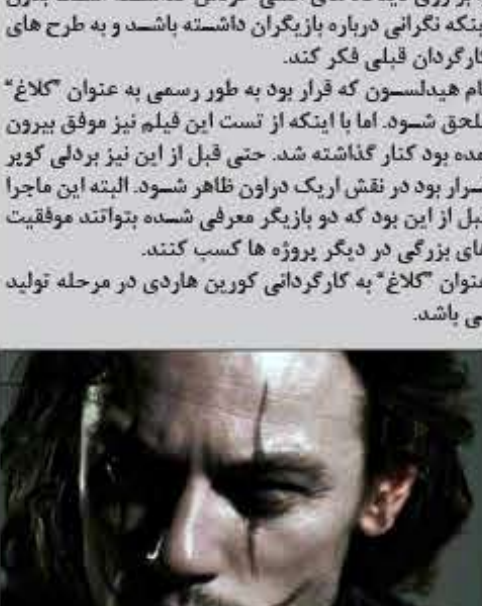 اینکه نگرانی درباره بازیگران داشته باشد و به طرح های
کارگردان قبلی فکر کند.
تام هیدلسون که قرار بود به طور رسمی به عنوان "کلاغ"
ملحق شود. اما با اینکه از تست این فیلم نیز موفق بیرون
آمده بود کنار گذاشته شد. حتی قبل از این نیز بردلی کوپر
قرار بود در نقش اریک دراون ظاهر شود. البته این ماجرا
قبل از این بود که دو بازیگر معرفی شده بتوانند موفقیت
های بزرگی در دیگر پروژه ها کسب کنند.
عنوان "کلاغ" به کارگردانی کورین هاردی در مرحله تولید
می باشد.